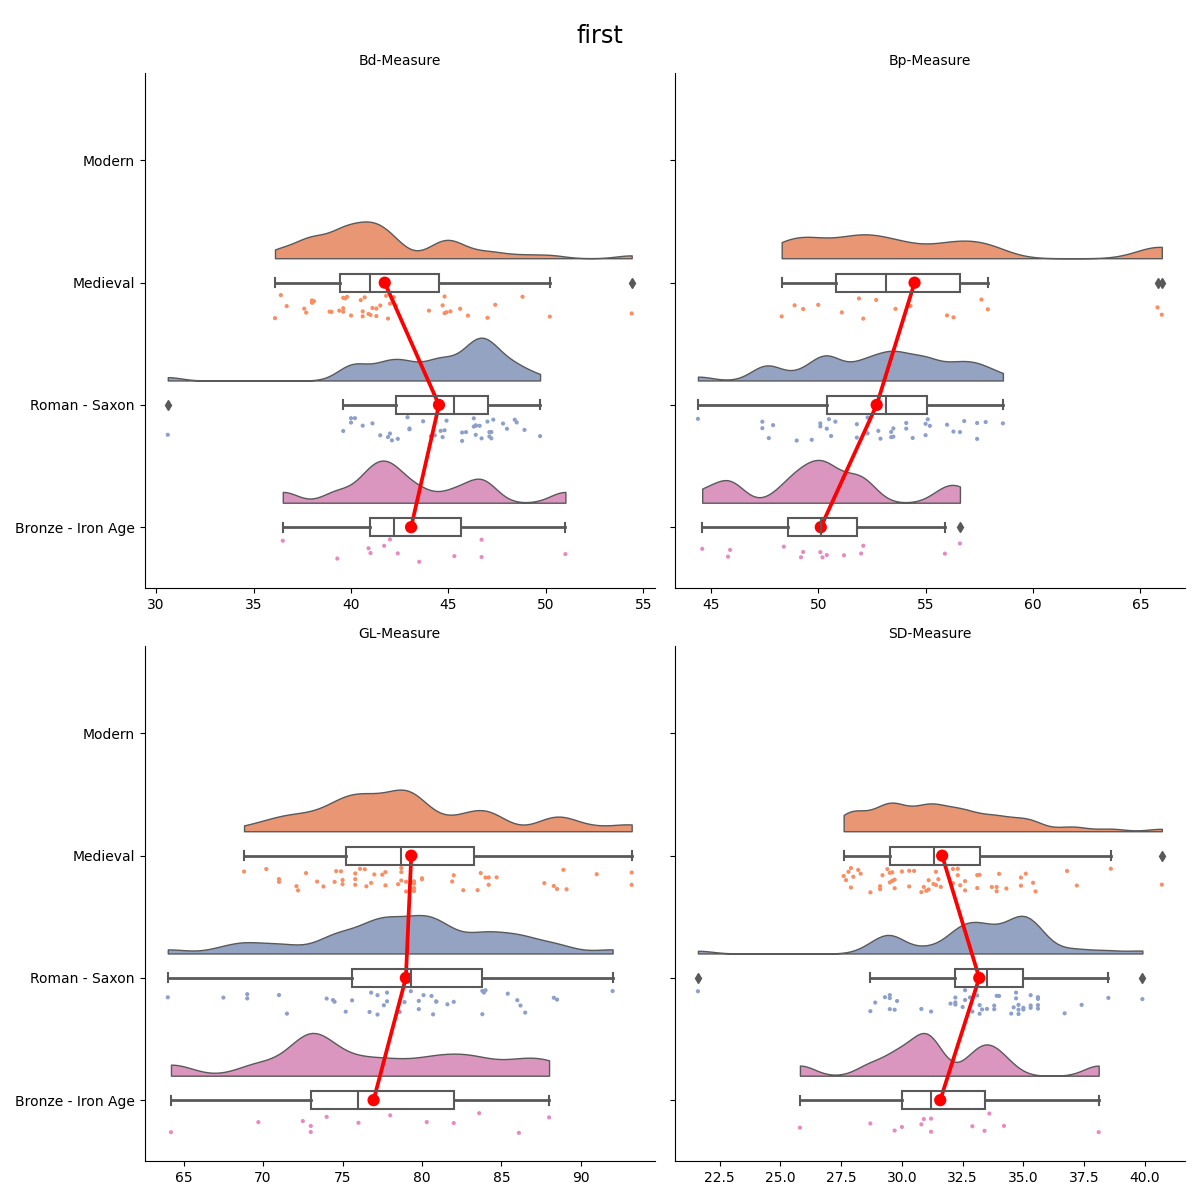 first
Bd-Measure
Bp-Measure
Modern
Medieval
Roman - Saxon
Bronze - Iron Age
30 35 40 45 50 55
45 50 55 60 65
GL-Measure
SD-Measure
Modern
Medieval
Roman - Saxon
Bronze - Iron Age
65 70 75 80 85 90
22.5 25.0 27.5 30.0 32.5 35.0 37.5 40.0